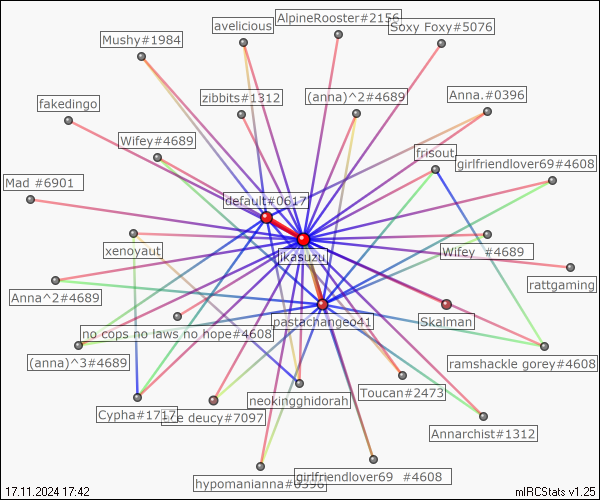 AlpineRooster#2156
avelicious
Soxy Foxy#5076
Mushy#1984
zibbits#1312
(anna)^2#4689
Anna.#0396
fakedingo
Wifey#4689
frisout
girlfriendlover69#4608
Mad #6901
default#0617
xenoyaut
jkasuzu
Wifey_ #4689
rattgaming
Anna^2#4689
no cops no laws no hope#4608
pastachangeo41
Skalman
(anna)^3#4689
ramshackle gorey#4608
Toucan#2473
neokingghidorah
Cypha#1717
deucy#7097
Annarchist#1312
hypomanianna#0396
girlfriendlover69 #4608
17.11.2024 17:42
mIRCStats v1.25